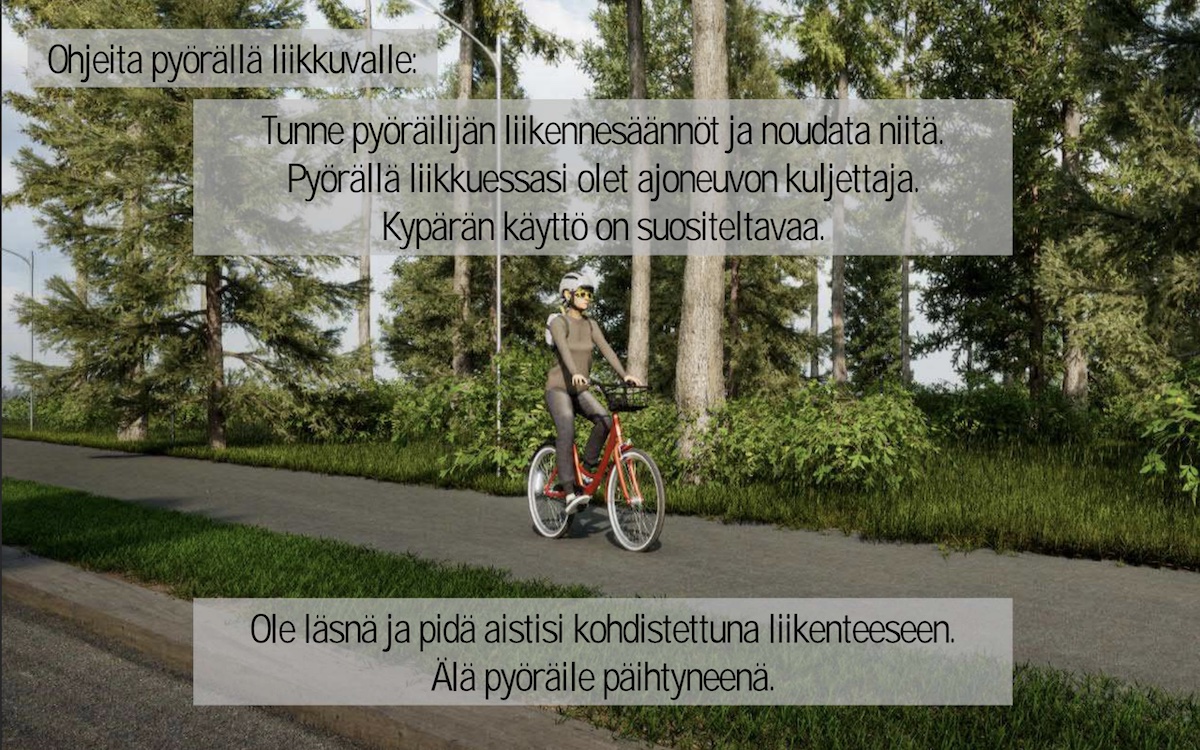 Ohjeita pyörällä liikkuvalle:
Tunne pyöräilijän liikennesäännöt ja noudata niitä.
Pyörällä liikkuessasi olet ajoneuvon kuljettaja.
Kypärän käyttö on suositeltavaa.
Ole läsnä ja pidä aistisi kohdistettuna liikenteeseen.
Älä pyöräile päihtyneenä.